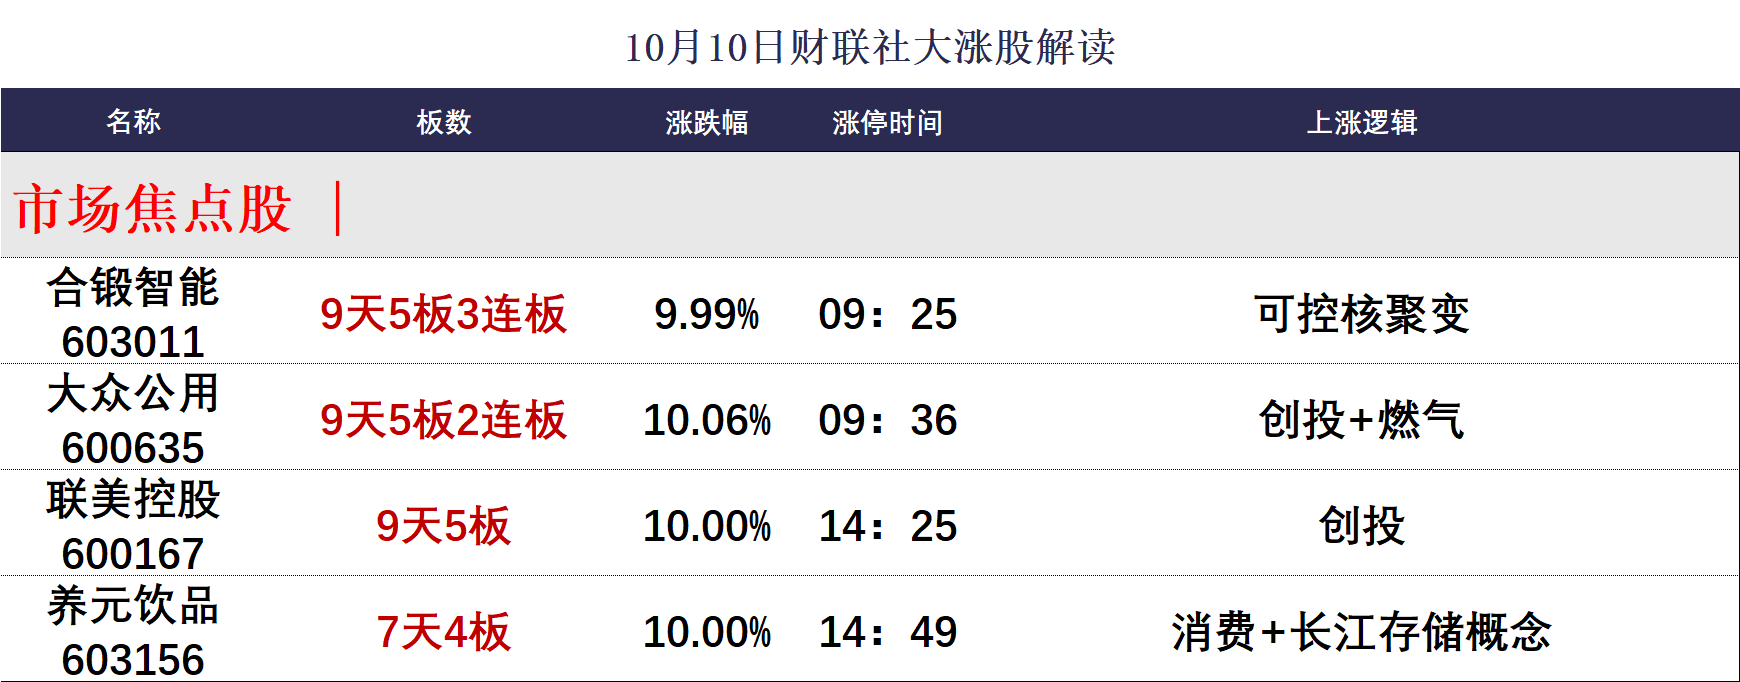 10月10日财联社大涨股解读
名称 板数 涨跌幅 涨停时间 上涨逻辑
市场焦点股 ｜
合锻智能
603011 9天5板3连板 9.99% 09：25 可控核聚变
大众公用
600635 9天5板2连板 10.06% 09：36 创投+燃气
联美控股
600167 9天5板 10.00% 14：25 创投
养元饮品
603156 7天4板 10.00% 14：49 消费+长江存储概念